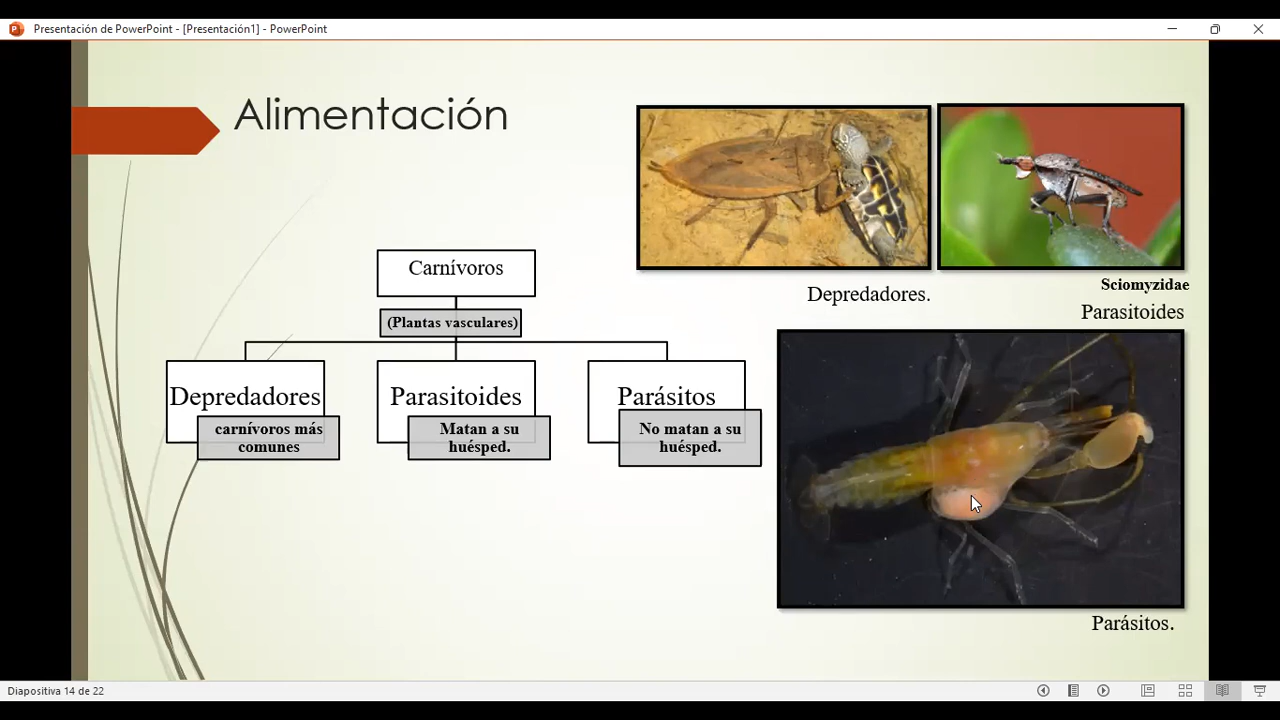 Presentación de PowerPoint - [Presentación1] - PowerPoint
Alimentación
Carnívoros
(Plantas vasculares)
Depredadores
carnívoros más
comunes
Parasitoides
Matan a su
huésped.
Parásitos
No matan a su
huésped.
Depredadores.
Sciomyzidae
Parasitoides
Parásitos.
Diapositiva 14 de 22